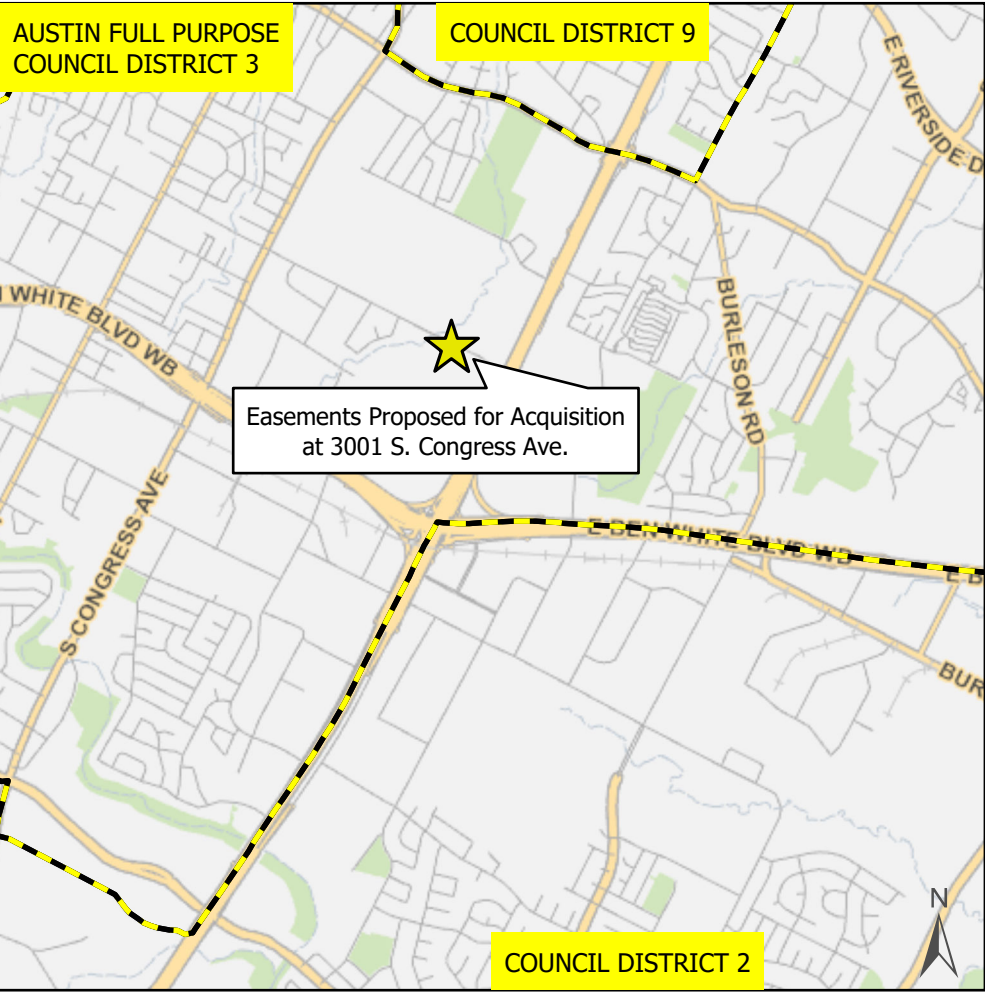 AUSTIN FULL PURPOSE
COUNCIL DISTRICT 3
COUNCIL DISTRICT 9
E RIVERSIDE D
WHITE BLVD WB
BURLESON RD
Easements Proposed for Acquisition
at 3001 S. Congress Ave.
S CONGRESS AVE
E BEN WHITE BLVD WB
E B
BUR
N
COUNCIL DISTRICT 2